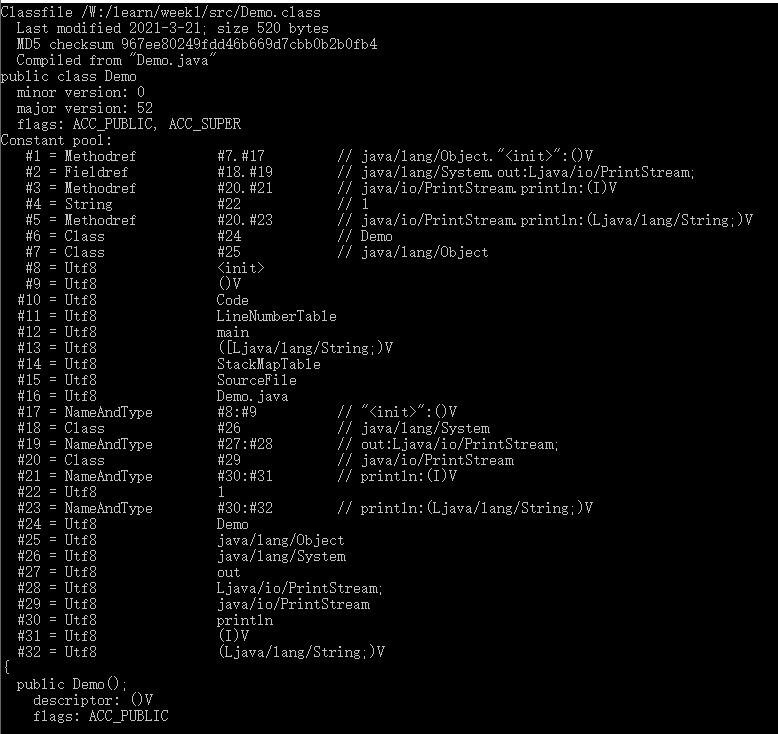 Classfile /W:/learn/week1/src/Demo.class
  Last modified 2021-3-21; size 520 bytes
  MD5 checksum 967ee80249fdd46b669d7cbb0b2b0fb4
  Compiled from "Demo.java"
public class Demo
  minor version: 0
  major version: 52
  flags: ACC_PUBLIC, ACC_SUPER
Constant pool:
   #1 = Methodref          #7.#17         // java/lang/Object."<init>":()V
   #2 = Fieldref           #18.#19        // java/lang/System.out:Ljava/io/PrintStream;
   #3 = Methodref          #20.#21        // java/io/PrintStream.println:(I)V
   #4 = String             #22            // 1
   #5 = Methodref          #20.#23        // java/io/PrintStream.println:(Ljava/lang/String;)V
   #6 = Class              #24            // Demo
   #7 = Class              #25            // java/lang/Object
   #8 = Utf8               <init>
   #9 = Utf8               ()V
  #10 = Utf8               Code
  #11 = Utf8               LineNumberTable
  #12 = Utf8               main
  #13 = Utf8               ([Ljava/lang/String;)V
  #14 = Utf8               StackMapTable
  #15 = Utf8               SourceFile
  #16 = Utf8               Demo.java
  #17 = NameAndType        #8:#9          // "<init>":()V
  #18 = Class              #26            // java/lang/System
  #19 = NameAndType        #27:#28        // out:Ljava/io/PrintStream;
  #20 = Class              #29            // java/io/PrintStream
  #21 = NameAndType        #30:#31        // println:(I)V
  #22 = Utf8               1
  #23 = NameAndType        #30:#32        // println:(Ljava/lang/String;)V
  #24 = Utf8               Demo
  #25 = Utf8               java/lang/Object
  #26 = Utf8               java/lang/System
  #27 = Utf8               out
  #28 = Utf8               Ljava/io/PrintStream;
  #29 = Utf8               java/io/PrintStream
  #30 = Utf8               println
  #31 = Utf8               (I)V
  #32 = Utf8               (Ljava/lang/String;)V
{
  public Demo();
    descriptor: ()V
    flags: ACC_PUBLIC